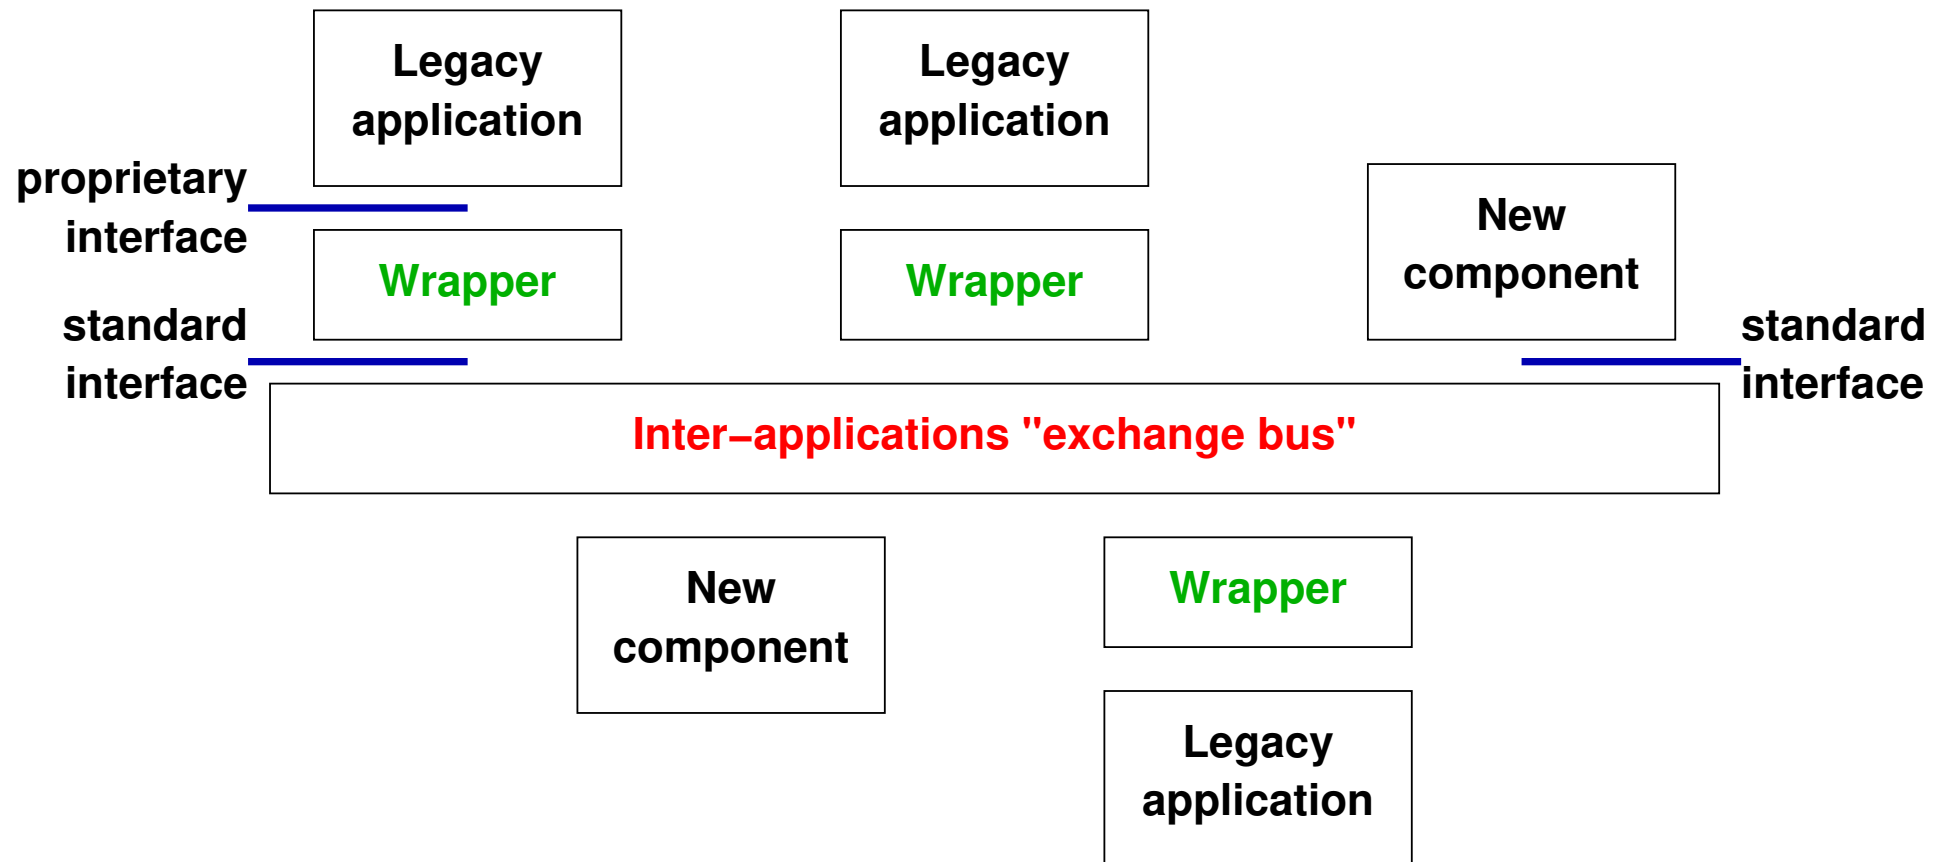 Legacy
application
Legacy
application
proprietary
interface
New
component
Wrapper
Wrapper
standard
interface
standard
interface
Inter−applications "exchange bus"
New
component
Wrapper
Legacy
application